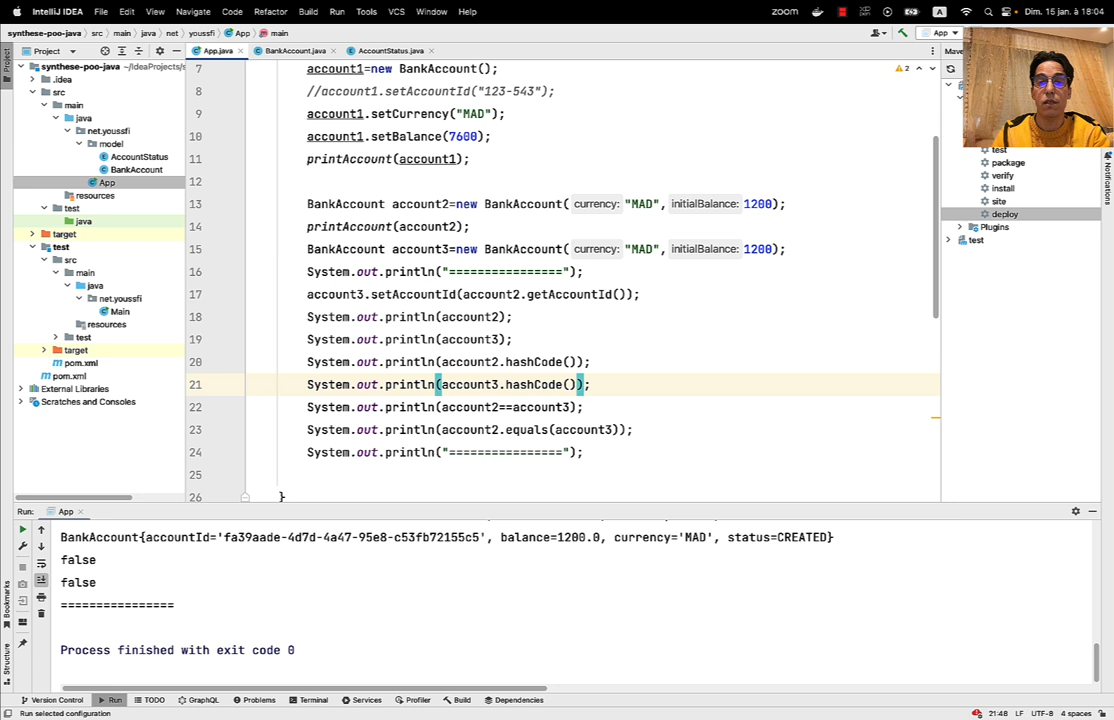 IntelliJ IDEA File Edit View Navigate Code Refactor Build Run Tools VCS Window Help zoom A Dim. 15 jan. à 18:04
synthese-poo-java src main java net youssfi App main App
Project App.java BankAccount.java AccountStatus.java Mave
synthese-poo-java ~/IdeaProjects/s
.idea
src
main
java
net.youssfi
model
AccountStatus
BankAccount
App
resources
test
java
target
test
src
main
java
net.youssfi
Main
resources
test
target
pom.xml
pom.xml
External Libraries
Scratches and Consoles
7 account1=new BankAccount();
8 //account1.setAccountId("123-543");
9 account1.setCurrency("MAD");
10 account1.setBalance(7600);
11 printAccount(account1);
12
13 BankAccount account2=new BankAccount( currency: "MAD", initialBalance: 1200);
14 printAccount(account2);
15 BankAccount account3=new BankAccount( currency: "MAD", initialBalance: 1200);
16 System.out.println("================");
17 account3.setAccountId(account2.getAccountId());
18 System.out.println(account2);
19 System.out.println(account3);
20 System.out.println(account2.hashCode());
21 System.out.println(account3.hashCode());
22 System.out.println(account2==account3);
23 System.out.println(account2.equals(account3));
24 System.out.println("================");
25
26 }
2
test
package
verify
install
site
deploy
Plugins
test
Notifications
Project
Bookmarks
Structure
Run: App
BankAccount{accountId='fa39aade-4d7d-4a47-95e8-c53fb72155c5', balance=1200.0, currency='MAD', status=CREATED}
false
false
================
Process finished with exit code 0
Version Control Run TODO GraphQL Problems Terminal Services Profiler Build Dependencies
Run selected configuration 21:48 LF UTF-8 4 spaces